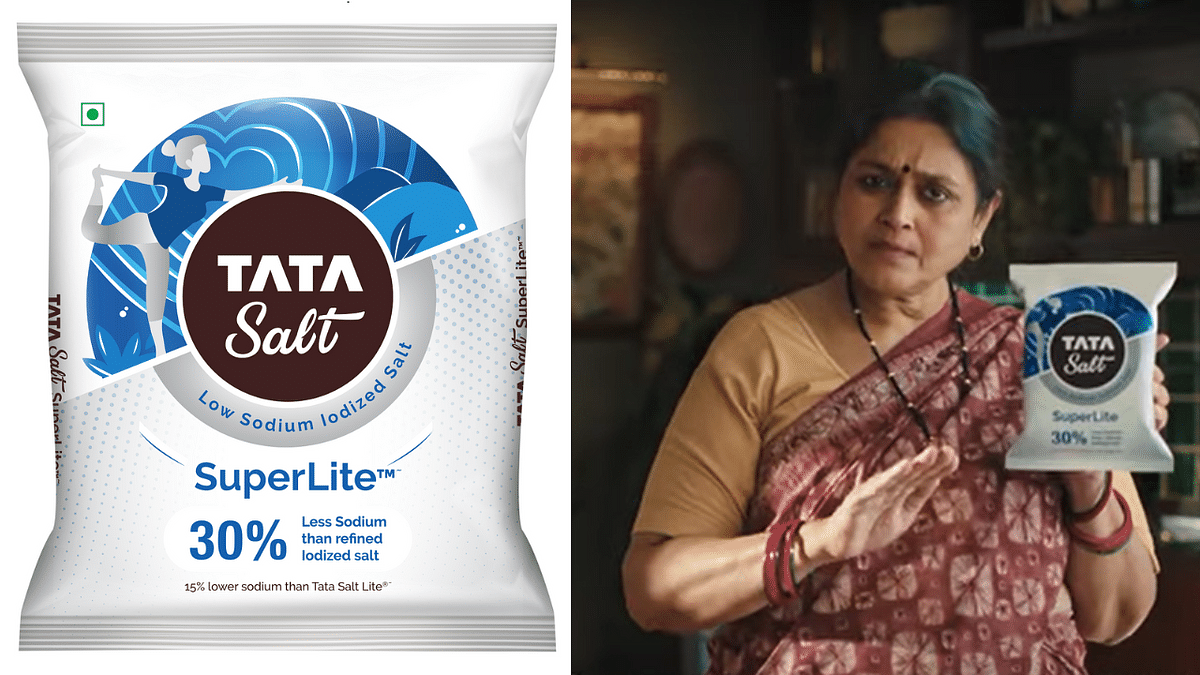 TATA
Salt
Low Sodium Iodized Salt
SuperLite™
30%
Less Sodium
than refined
Iodized salt
15% lower sodium than Tata Salt Lite®
TATA Salt SuperLite
TATA Salt SuperLite™
TATA
Salt
SuperLite
30%